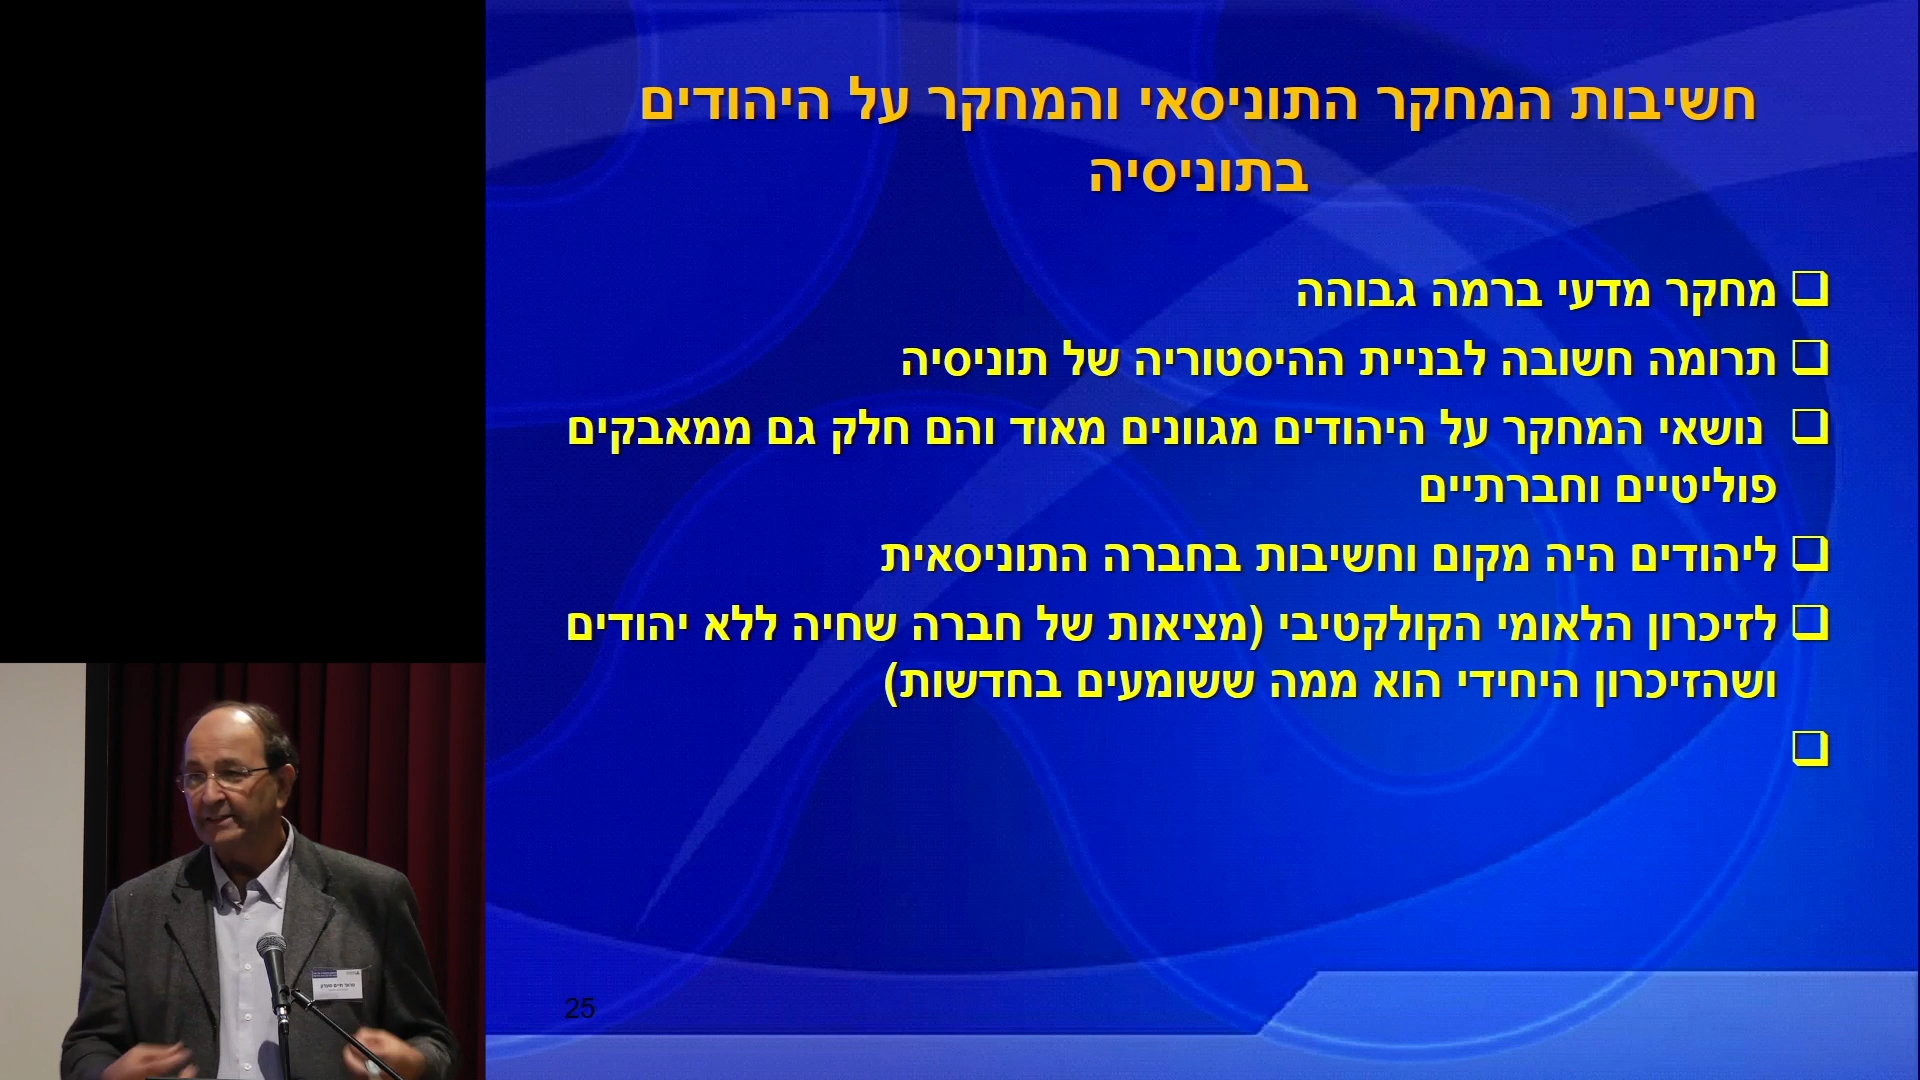 חשיבות המחקר התוניסאי והמחקר על היהודים
בתוניסיה
❑ מחקר מדעי ברמה גבוהה
❑ תרומה חשובה לבניית ההיסטוריה של תוניסיה
❑ נושאי המחקר על היהודים מגוונים מאוד והם חלק גם ממאבקים
פוליטיים וחברתיים
❑ ליהודים היה מקום וחשיבות בחברה התוניסאית
❑ לזיכרון הלאומי הקולקטיבי (מציאות של חברה שחיה ללא יהודים
ושהזיכרון היחידי הוא ממה ששומעים בחדשות)
❑
25